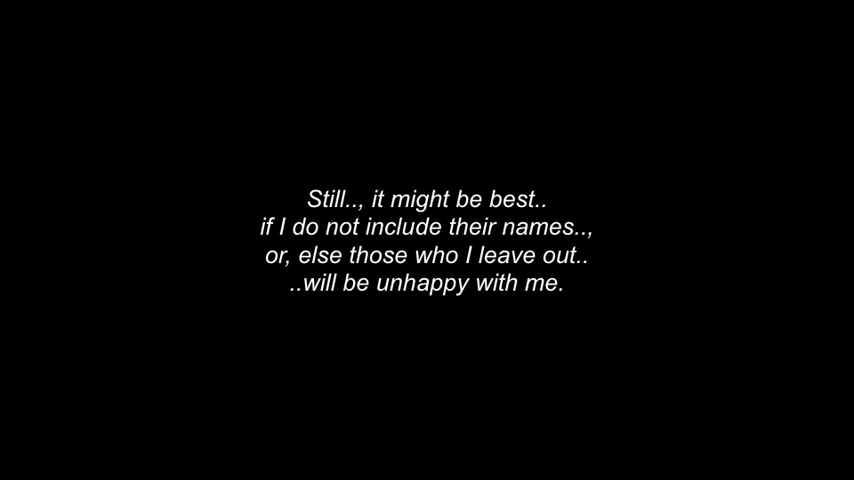 Still.., it might be best..
if I do not include their names..,
or, else those who I leave out..
..will be unhappy with me.